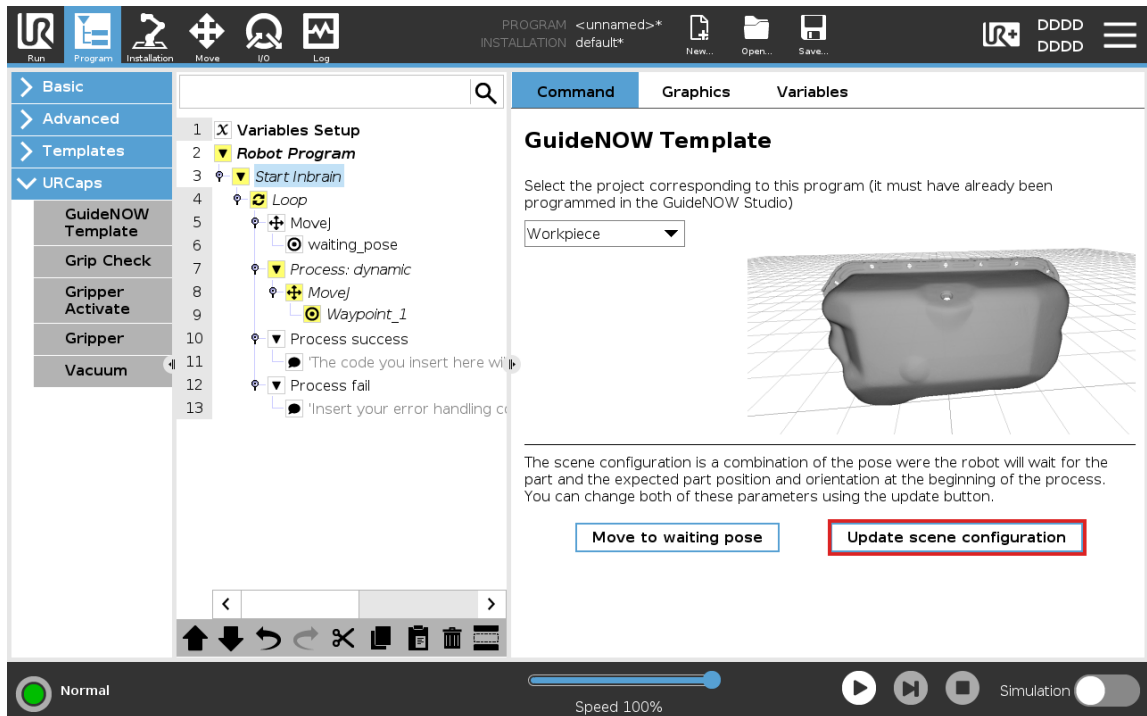 UR
PROGRAM <unnamed>*
INSTALLATION default*
UR+
DDDD
DDDD
Run
Program
Installation
Move
I/O
Log
New...
Open...
Save...
Basic
Advanced
Templates
URCaps
GuideNOW
Template
Grip Check
Gripper
Activate
Gripper
Vacuum
1 X Variables Setup
2 Robot Program
3 Start Inbrain
4 Loop
5 MoveJ
6 waiting_pose
7 Process: dynamic
8 MoveJ
9 Waypoint_1
10 Process success
11 'The code you insert here wi
12 Process fail
13 'Insert your error handling co
Command Graphics Variables
GuideNOW Template
Select the project corresponding to this program (it must have already been
programmed in the GuideNOW Studio)
Workpiece
The scene configuration is a combination of the pose were the robot will wait for the
part and the expected part position and orientation at the beginning of the process.
You can change both of these parameters using the update button.
Move to waiting pose
Update scene configuration
Normal
Speed 100%
Simulation